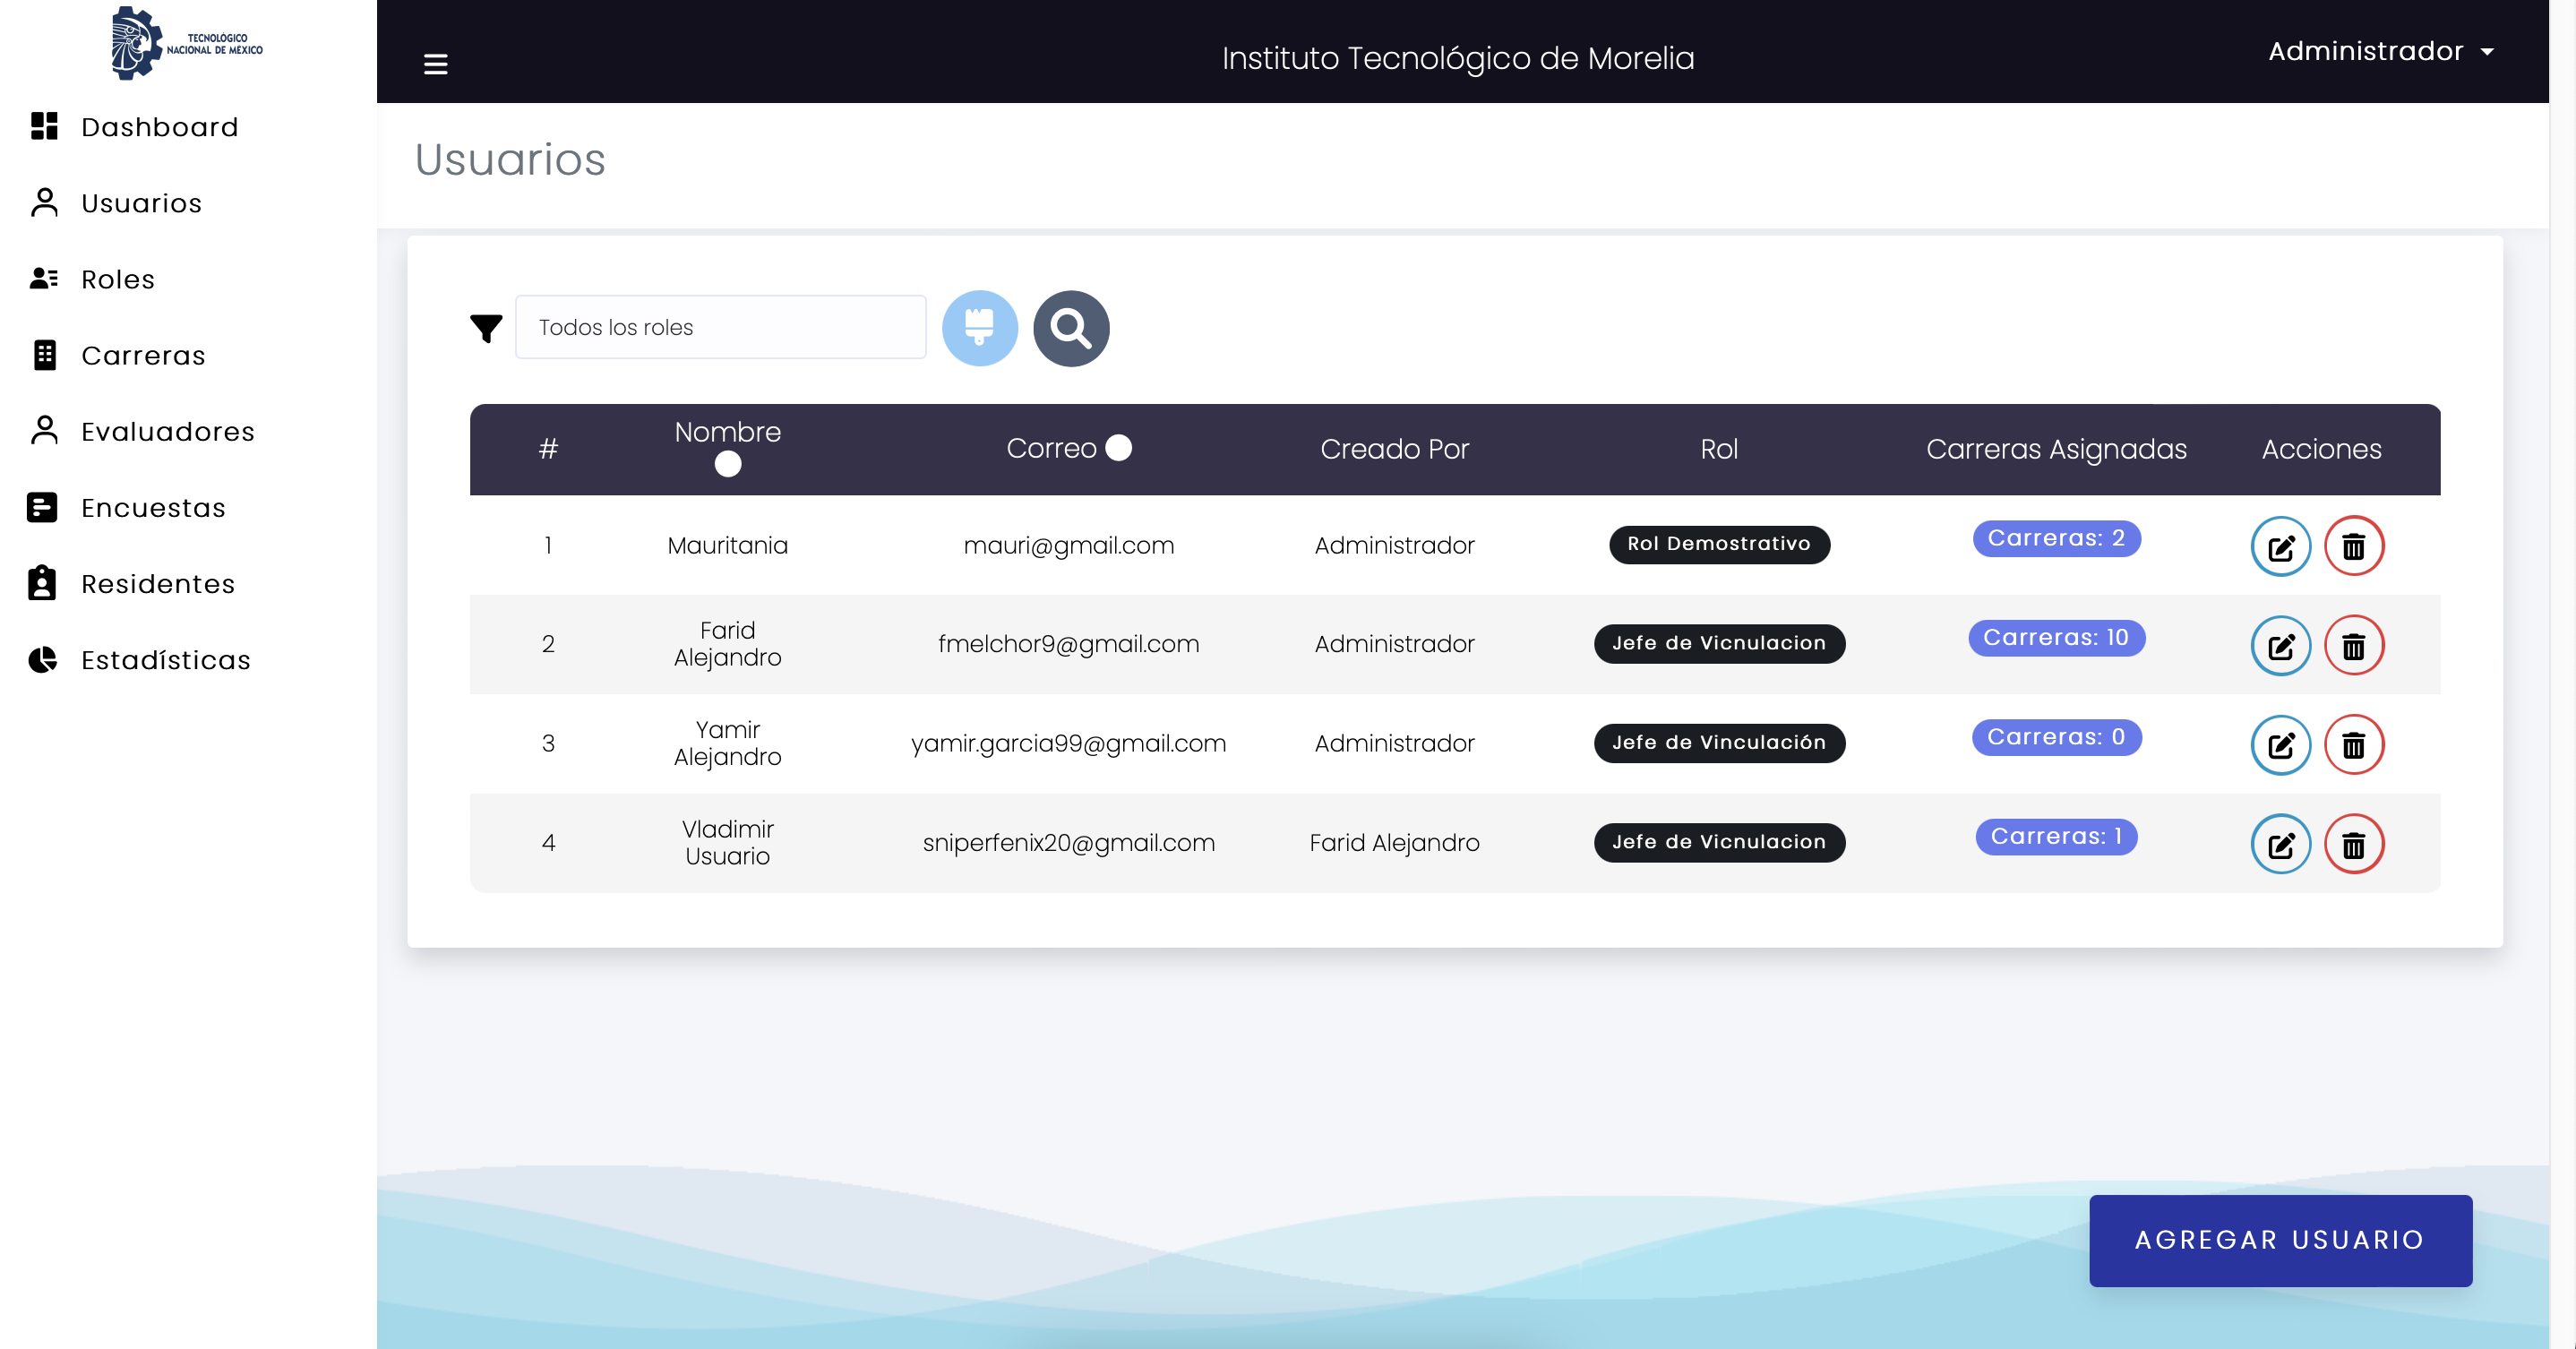 TECNOLÓGICO
NACIONAL DE MÉXICO
Instituto Tecnológico de Morelia
Administrador
Dashboard
Usuarios
Roles
Carreras
Evaluadores
Encuestas
Residentes
Estadísticas
Usuarios
Todos los roles
# Nombre Correo Creado Por Rol Carreras Asignadas Acciones
1 Mauritania mauri@gmail.com Administrador Rol Demostrativo Carreras: 2
2 Farid Alejandro fmelchor9@gmail.com Administrador Jefe de Vicnulacion Carreras: 10
3 Yamir Alejandro yamir.garcia99@gmail.com Administrador Jefe de Vinculación Carreras: 0
4 Vladimir Usuario sniperfenix20@gmail.com Farid Alejandro Jefe de Vicnulacion Carreras: 1
AGREGAR USUARIO